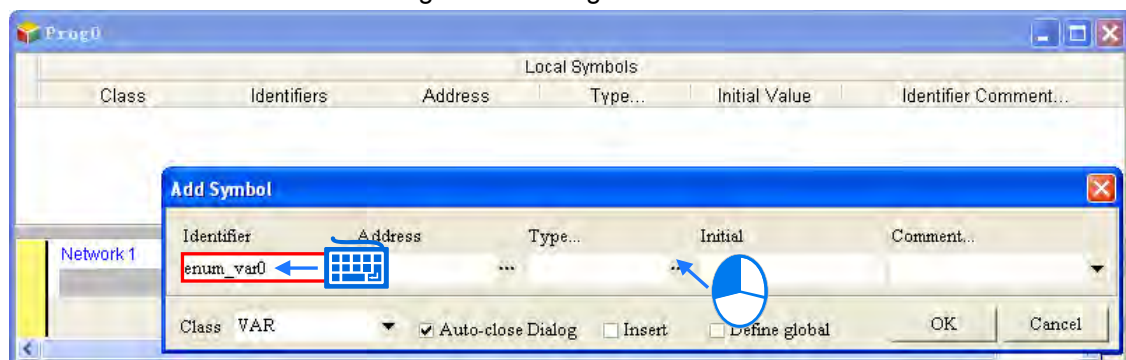 Prog0
Local Symbols
Class Identifiers Address Type... Initial Value Identifier Comment...
Add Symbol
Identifier Address Type... Initial Comment...
Network 1
enum_var0 ... ...
Class VAR Auto-close Dialog Insert Define global OK Cancel